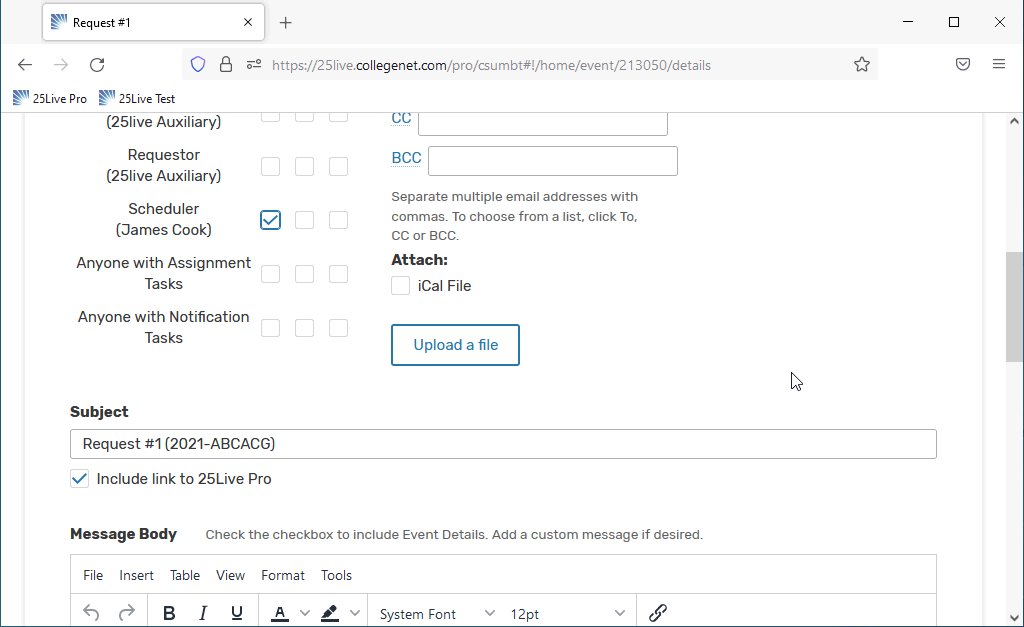 Request #1
https://25live.collegenet.com/pro/csumbt#!/home/event/213050/details
25Live Pro 25Live Test
(25live Auxiliary)
CC
Requestor
(25live Auxiliary)
BCC
Scheduler
(James Cook)
Separate multiple email addresses with
commas. To choose from a list, click To,
CC or BCC.
Anyone with Assignment
Tasks
Attach:
iCal File
Anyone with Notification
Tasks
Upload a file
Subject
Request #1 (2021-ABCACG)
Include link to 25Live Pro
Message Body Check the checkbox to include Event Details. Add a custom message if desired.
File Insert Table View Format Tools
B I U A System Font 12pt